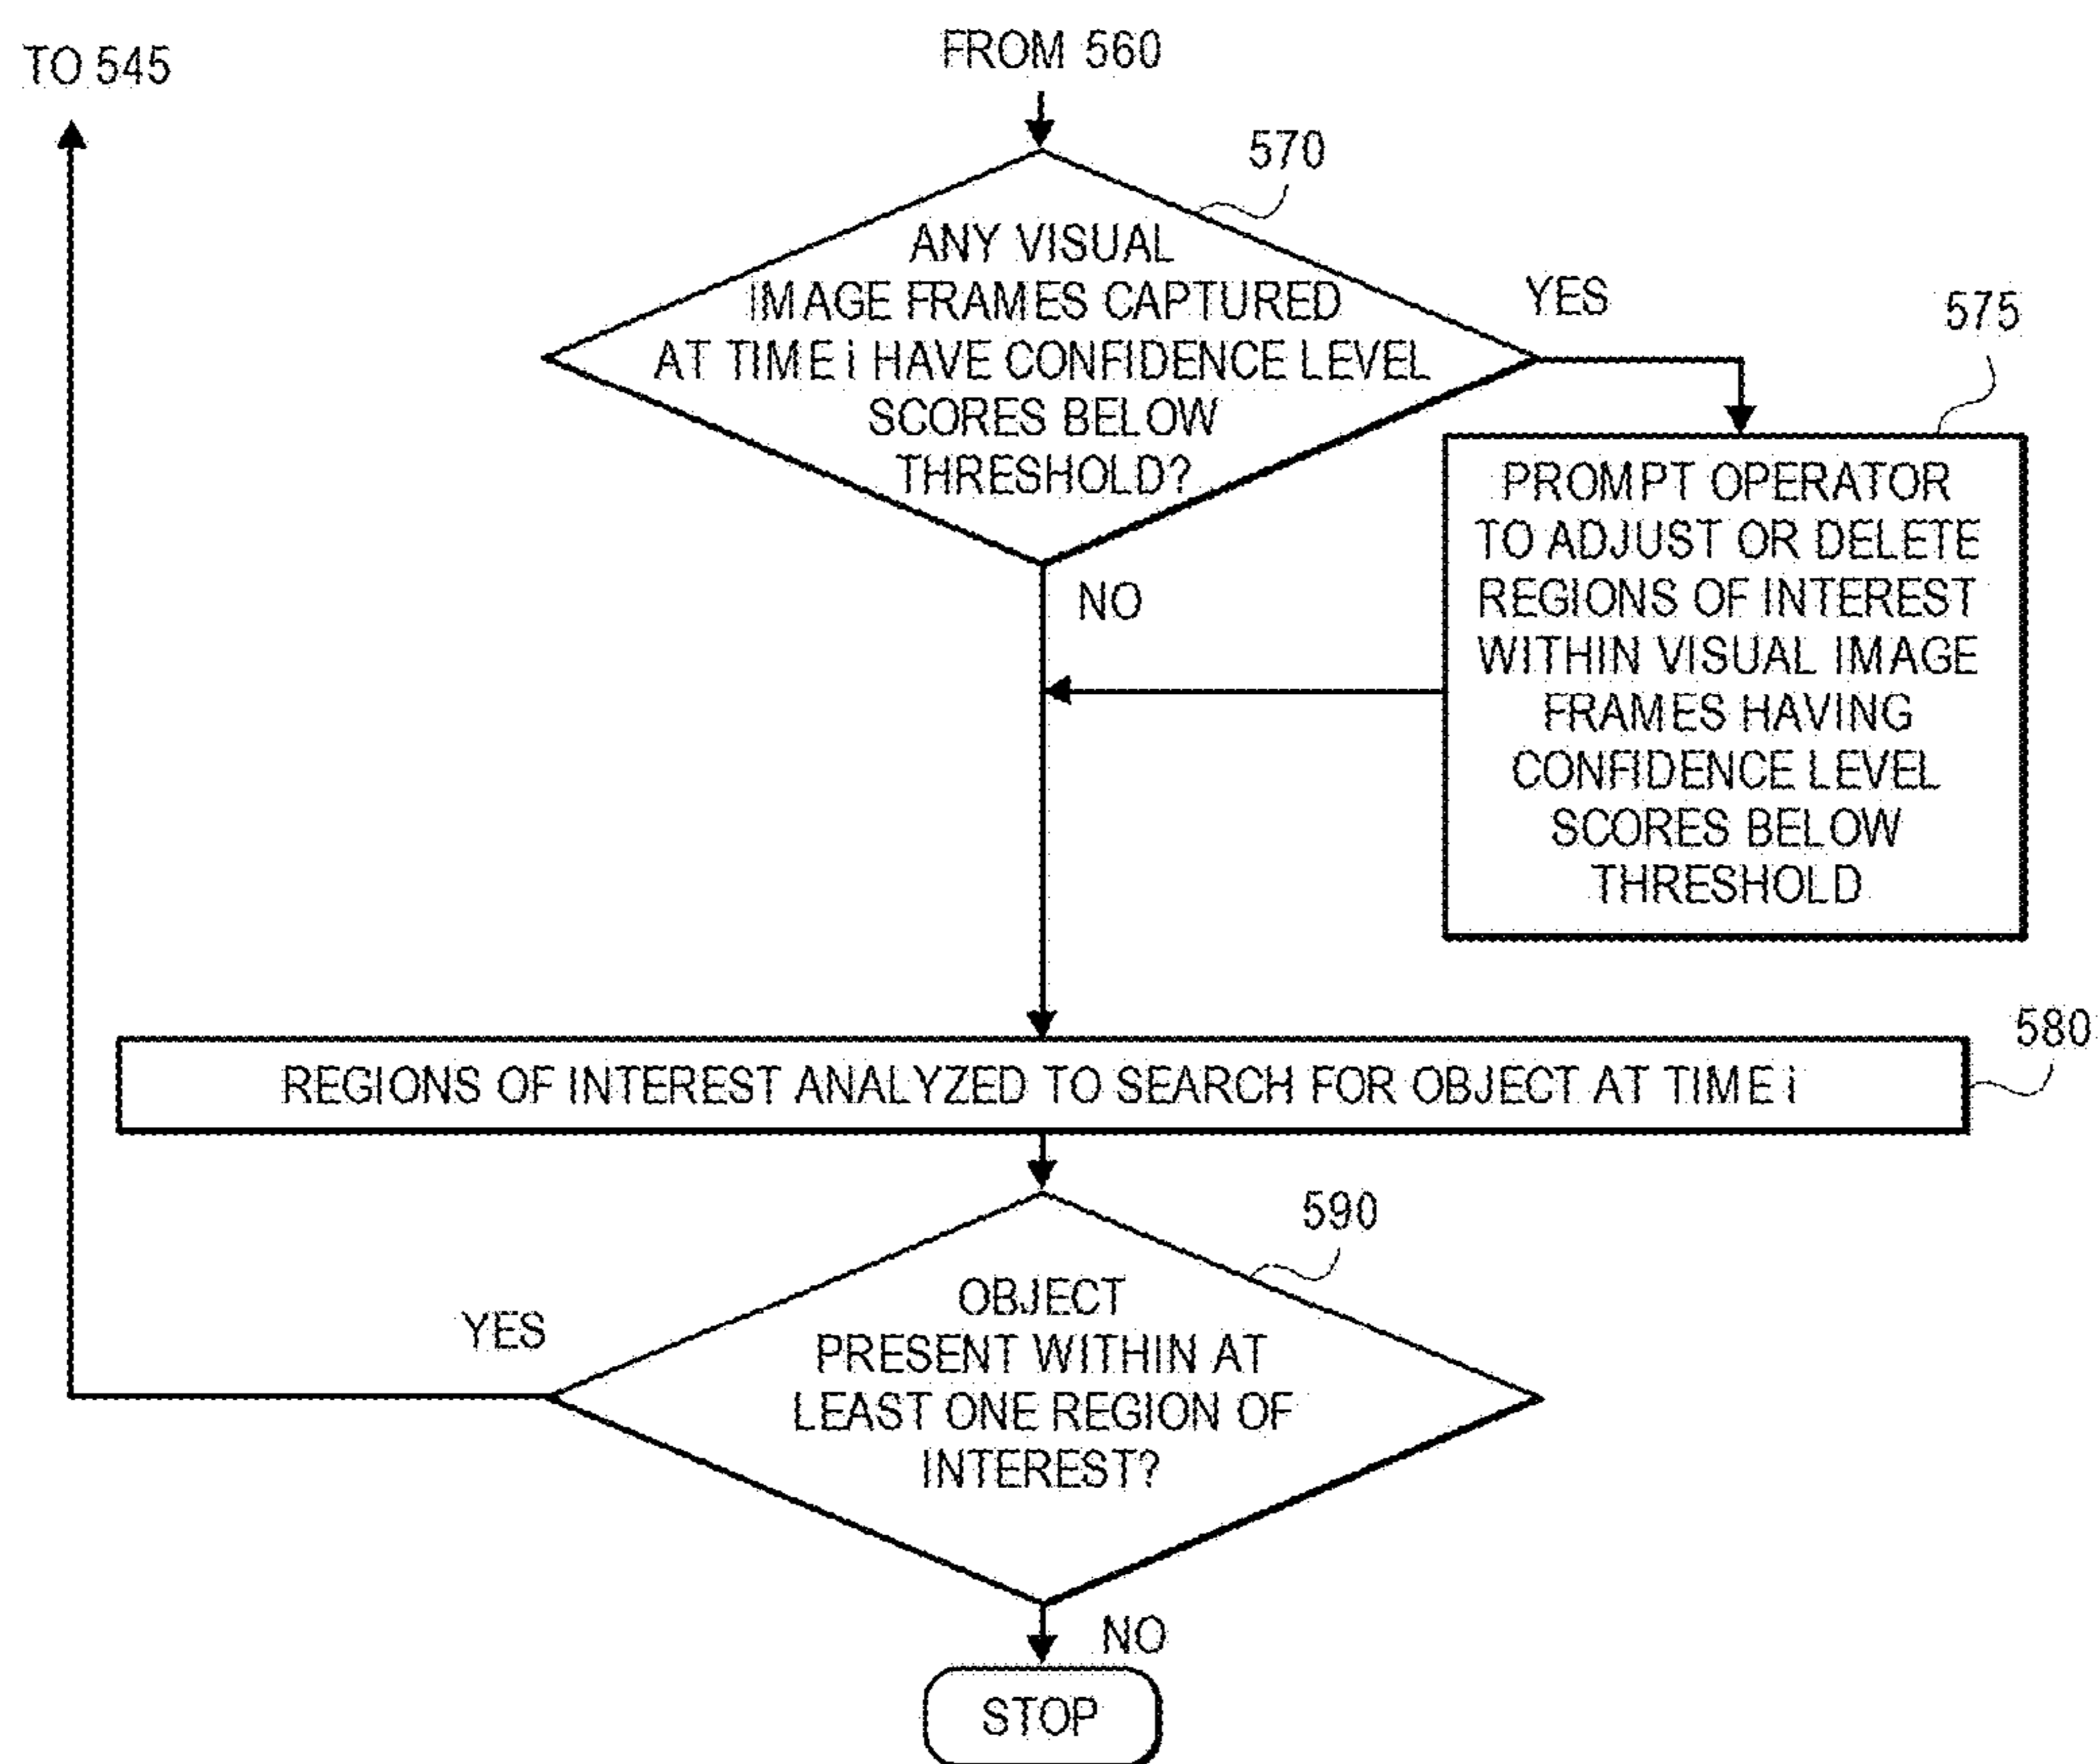 TO 545
FROM 560
570
ANY VISUAL
IMAGE FRAMES CAPTURED
AT TIME i HAVE CONFIDENCE LEVEL
SCORES BELOW
THRESHOLD?
YES
575
PROMPT OPERATOR
TO ADJUST OR DELETE
REGIONS OF INTEREST
WITHIN VISUAL IMAGE
FRAMES HAVING
CONFIDENCE LEVEL
SCORES BELOW
THRESHOLD
NO
580
REGIONS OF INTEREST ANALYZED TO SEARCH FOR OBJECT AT TIME i
590
OBJECT
PRESENT WITHIN AT
LEAST ONE REGION OF
INTEREST?
YES
NO
STOP